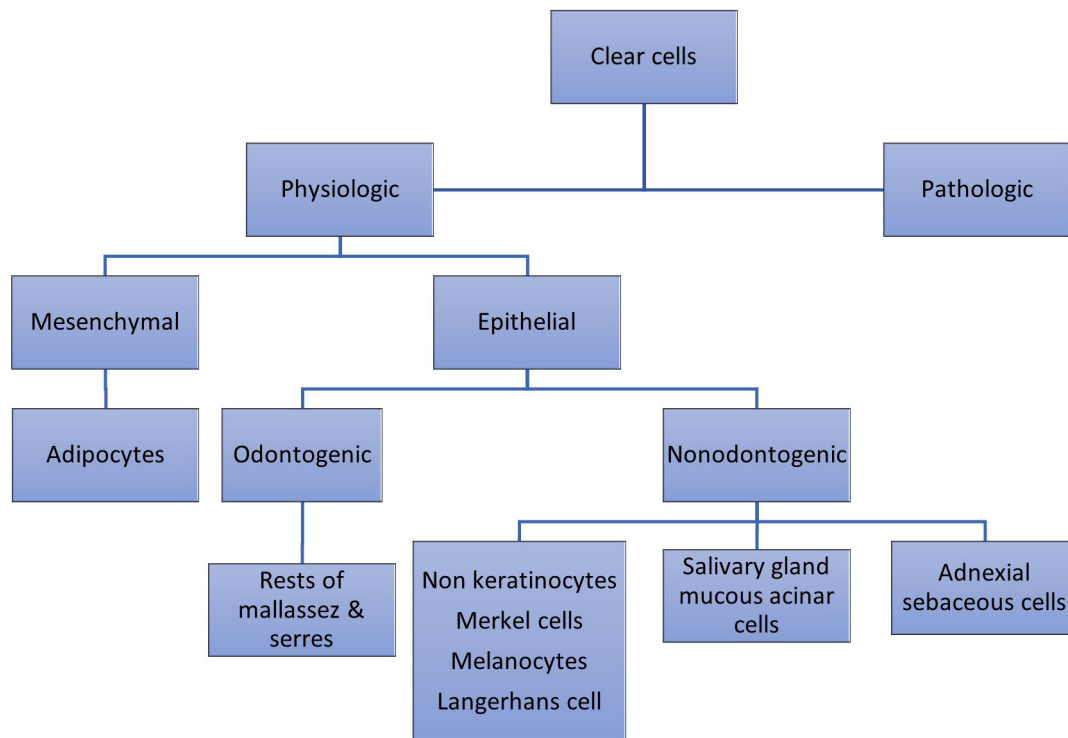 Clear cells
Physiologic
Pathologic
Mesenchymal
Epithelial
Adipocytes
Odontogenic
Nonodontogenic
Rests of
mallassez &
serres
Non keratinocytes
Merkel cells
Melanocytes
Langerhans cell
Salivary gland
mucous acinar
cells
Adnexial
sebaceous cells